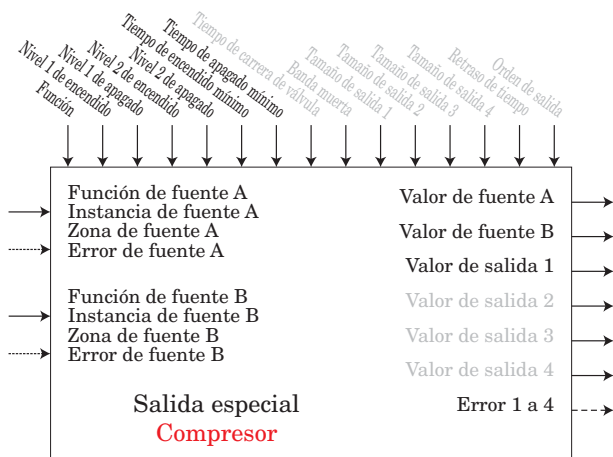 Función
Nivel 1 de encendido
Nivel 1 de apagado
Nivel 2 de encendido
Nivel 2 de apagado
Tiempo de encendido mínimo
Tiempo de apagado mínimo
Tiempo de carrera de válvula
Banda muerta
Tamaño de salida 1
Tamaño de salida 2
Tamaño de salida 3
Tamaño de salida 4
Retraso de tiempo
Orden de salida
Función de fuente A
Instancia de fuente A
Zona de fuente A
Error de fuente A
Función de fuente B
Instancia de fuente B
Zona de fuente B
Error de fuente B
Valor de fuente A
Valor de fuente B
Valor de salida 1
Valor de salida 2
Valor de salida 3
Valor de salida 4
Error 1 a 4
Salida especial
Compresor